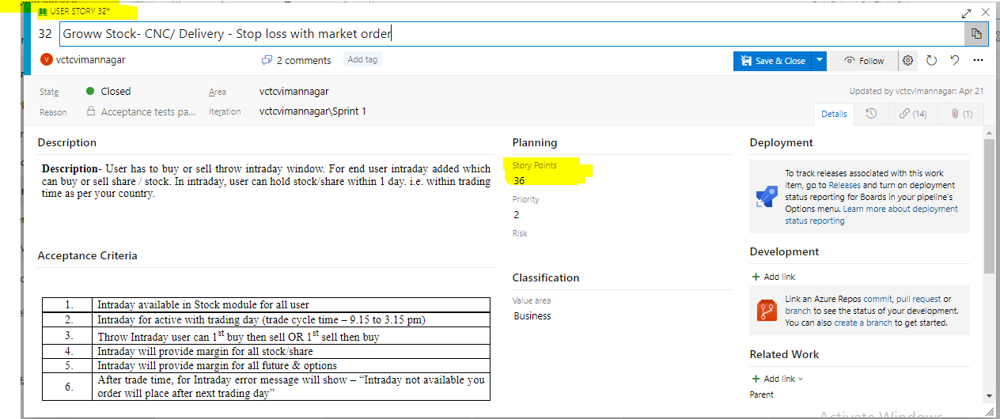 USER STORY 32*
32 Groww Stock- CNC/ Delivery - Stop loss with market order
V vctcvimannagar
2 comments
Add tag
Save & Close
Follow
State
Closed
Area
vctcvimannagar
Updated by vctcvimannagar: Apr 21
Reason
Acceptance tests pa...
Iteration
vctcvimannagar\Sprint 1
Details
(14)
(1)
Description
Description- User has to buy or sell throw intraday window. For end user intraday added which
can buy or sell share / stock. In intraday, user can hold stock/share within 1 day. i.e. within trading
time as per your country.
Acceptance Criteria
1. Intraday available in Stock module for all user
2. Intraday for active with trading day (trade cycle time – 9.15 to 3.15 pm)
3. Throw Intraday user can 1st buy then sell OR 1st sell then buy
4. Intraday will provide margin for all stock/share
5. Intraday will provide margin for all future & options
6. After trade time, for Intraday error message will show – “Intraday not available you
order will place after next trading day”
Planning
Story Points
36
Priority
2
Risk
Classification
Value area
Business
Deployment
To track releases associated with this work
item, go to Releases and turn on deployment
status reporting for Boards in your pipeline's
Options menu. Learn more about deployment
status reporting
Development
+ Add link
Link an Azure Repos commit, pull request or
branch to see the status of your development.
You can also create a branch to get started.
Related Work
+ Add link
Parent
Activate Windows